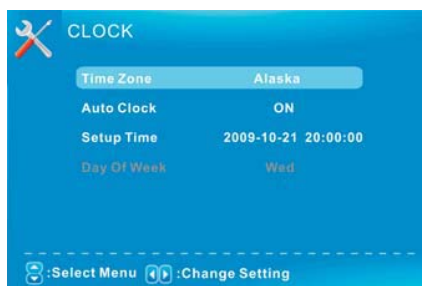 CLOCK
Time Zone Alaska
Auto Clock ON
Setup Time 2009-10-21 20:00:00
Day Of Week Wed
:Select Menu :Change Setting